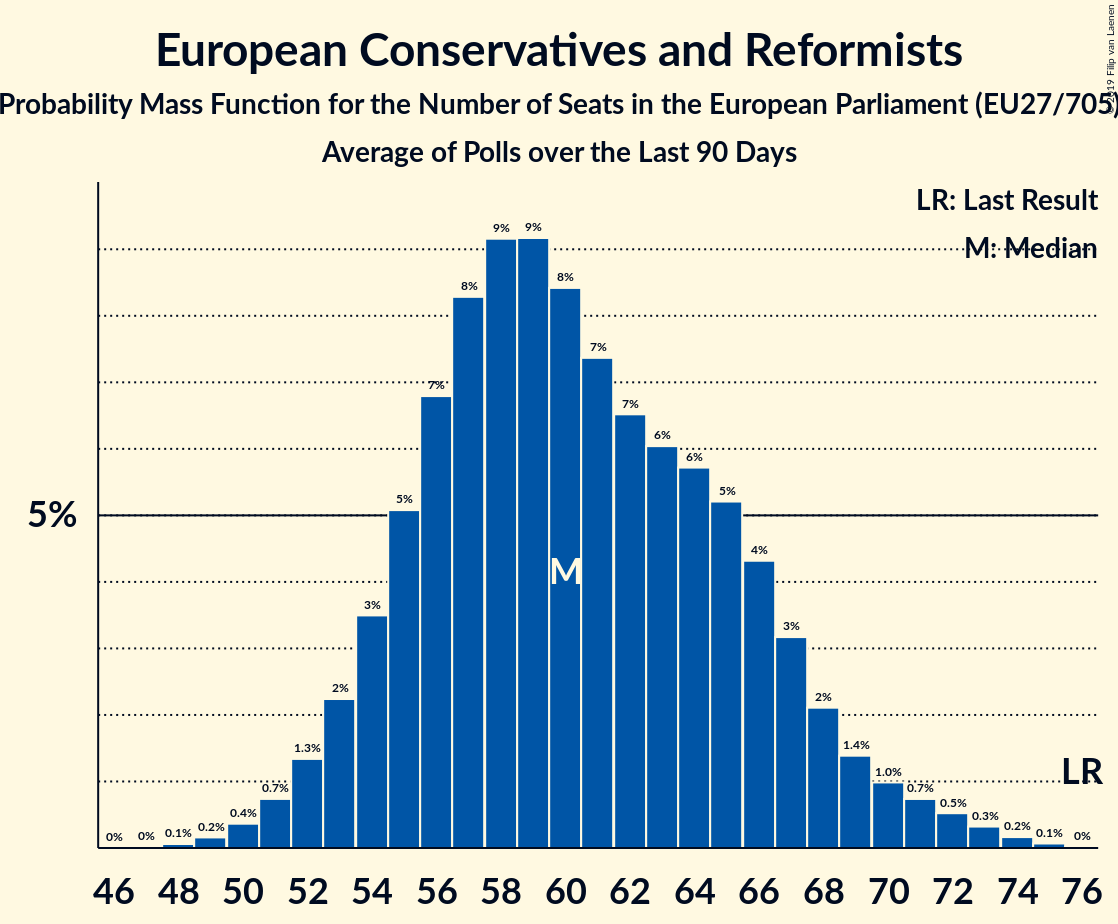 European Conservatives and Reformists
Probability Mass Function for the Number of Seats in the European Parliament (EU27/705)
Average of Polls over the Last 90 Days
© 2019 Filip van Laenen
LR: Last Result
M: Median
5%
0% 0% 0.1% 0.2% 0.4% 0.7% 1.3% 2% 3% 5% 7% 8% 9% 9% 8% 7% 7% 6% 6% 5% 4% 3% 2% 1.4% 1.0% 0.7% 0.5% 0.3% 0.2% 0.1% 0%
M
LR
46 48 50 52 54 56 58 60 62 64 66 68 70 72 74 76